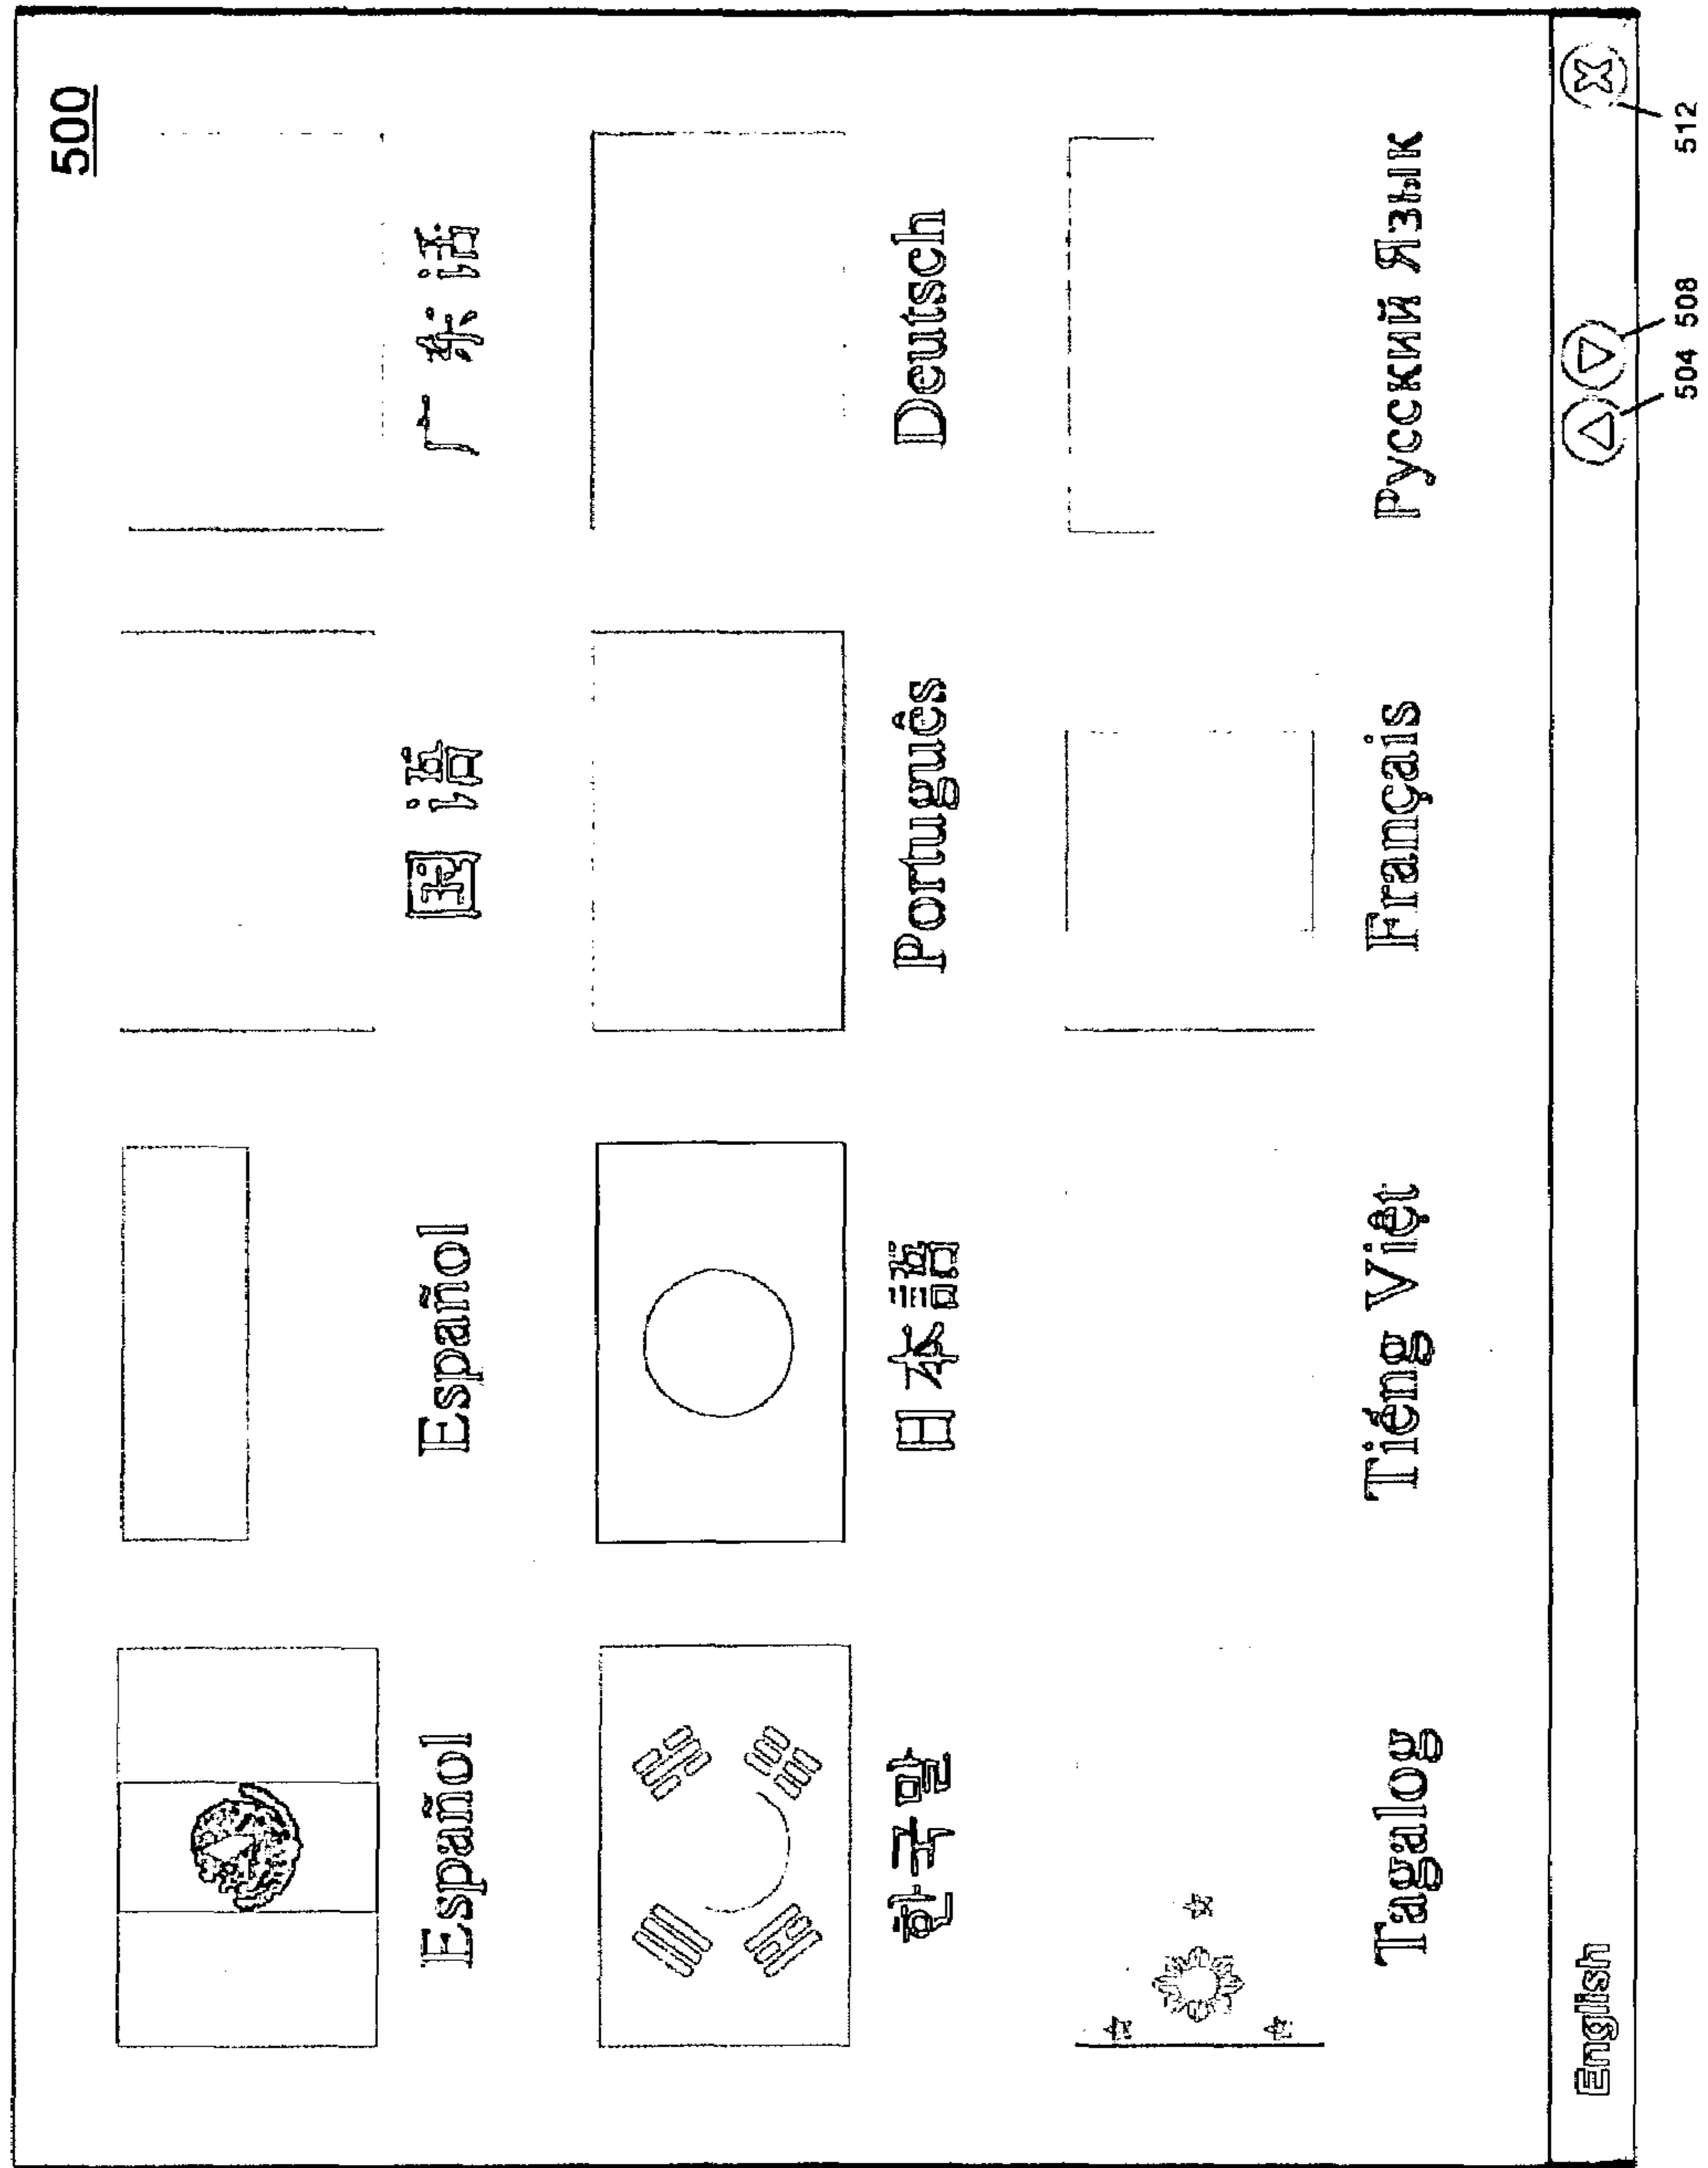 500
Español Español 国语 广东话
한국말 日本語 Português Deutsch
Tagalog Tiếng Việt Français Русский Язык
English
504 508 512